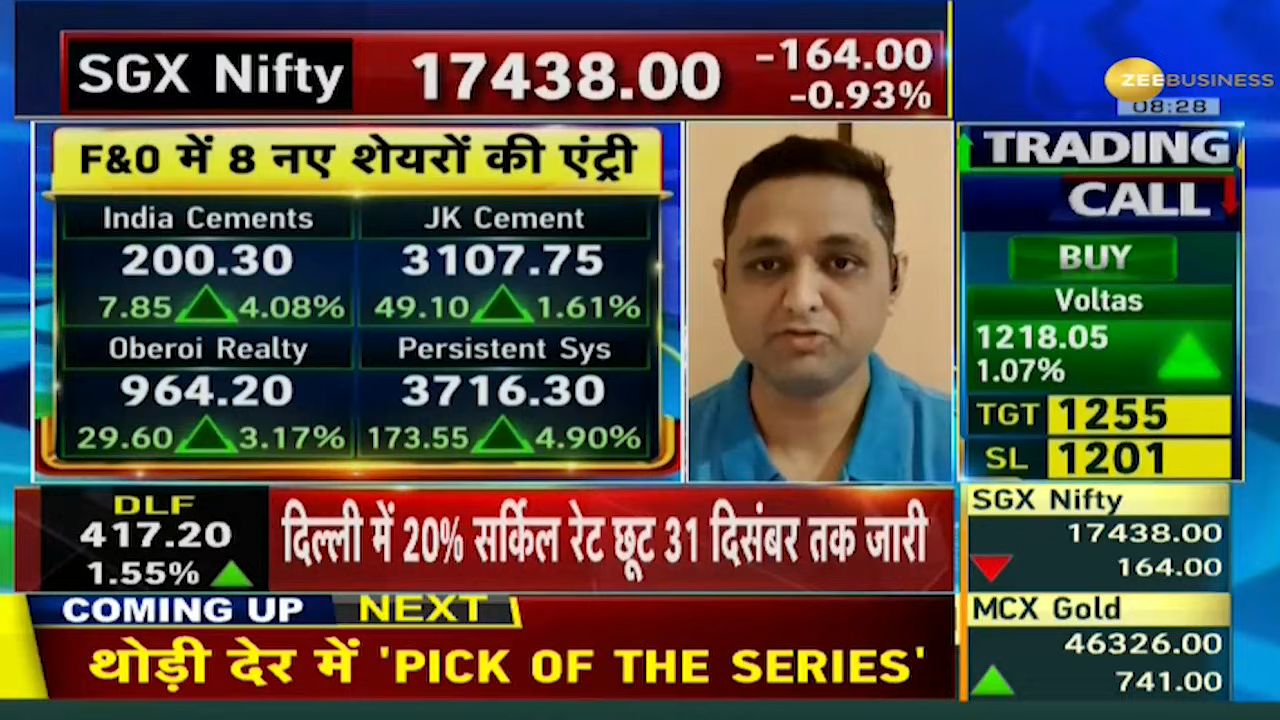 SGX Nifty 17438.00 -164.00
-0.93%
ZEEBUSINESS
08:28
F&O में 8 नए शेयरों की एंट्री
India Cements JK Cement
200.30 3107.75
7.85 4.08% 49.10 1.61%
Oberoi Realty Persistent Sys
964.20 3716.30
29.60 3.17% 173.55 4.90%
TRADING
CALL
BUY
Voltas
1218.05
1.07%
TGT 1255
SL 1201
DLF
417.20
1.55%
दिल्ली में 20% सर्किल रेट छूट 31 दिसंबर तक जारी
SGX Nifty
17438.00
164.00
COMING UP NEXT
थोड़ी देर में 'PICK OF THE SERIES'
MCX Gold
46326.00
741.00